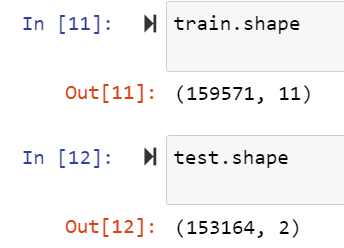 In [11]: train.shape
Out[11]: (159571, 11)
In [12]: test.shape
Out[12]: (153164, 2)